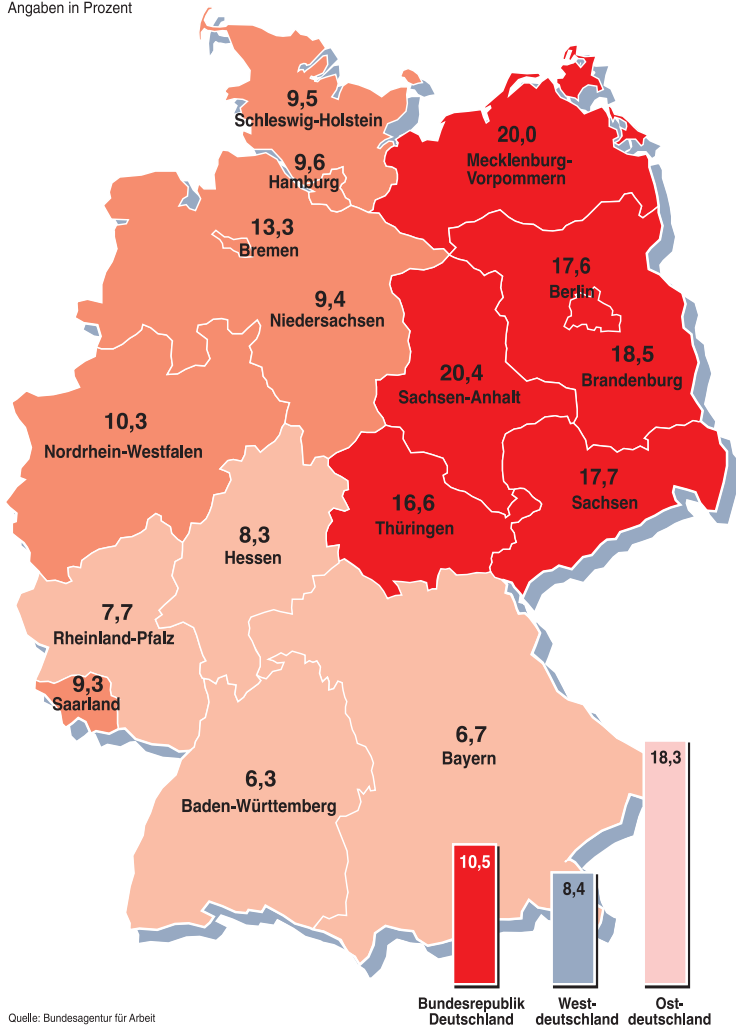 Angaben in Prozent
9,5
Schleswig-Holstein
9,6
Hamburg
20,0
Mecklenburg-
Vorpommern
13,3
Bremen
17,6
Berlin
9,4
Niedersachsen
18,5
Brandenburg
20,4
Sachsen-Anhalt
10,3
Nordrhein-Westfalen
17,7
Sachsen
16,6
Thüringen
8,3
Hessen
7,7
Rheinland-Pfalz
9,3
Saarland
6,7
Bayern
6,3
Baden-Württemberg
10,5
Bundesrepublik
Deutschland
8,4
West-
deutschland
18,3
Ost-
deutschland
Quelle: Bundesagentur für Arbeit